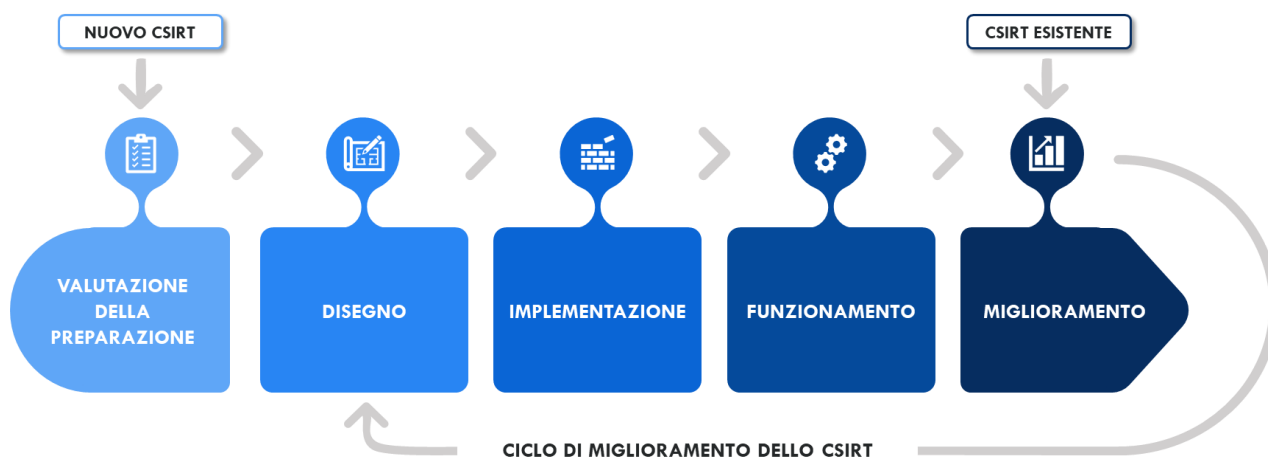 NUOVO CSIRT
CSIRT ESISTENTE
VALUTAZIONE
DELLA
PREPARAZIONE
DISEGNO
IMPLEMENTAZIONE
FUNZIONAMENTO
MIGLIORAMENTO
CICLO DI MIGLIORAMENTO DELLO CSIRT